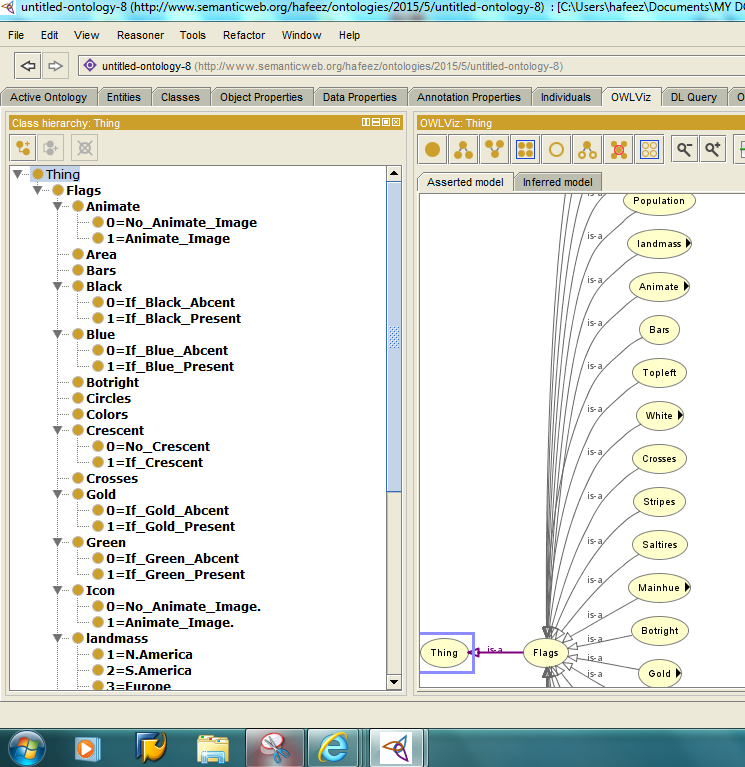 untitled-ontology-8 (http://www.semanticweb.org/hafeez/ontologies/2015/5/untitled-ontology-8) : [C:\Users\hafeez\Documents\MY DO
File Edit View Reasoner Tools Refactor Window Help
untitled-ontology-8 (http://www.semanticweb.org/hafeez/ontologies/2015/5/untitled-ontology-8)
Active Ontology Entities Classes Object Properties Data Properties Annotation Properties Individuals OWLViz DL Query O
Class hierarchy: Thing
Thing
Flags
Animate
0=No_Animate_Image
1=Animate_Image
Area
Bars
Black
0=If_Black_Abcent
1=If_Black_Present
Blue
0=If_Blue_Abcent
1=If_Blue_Present
Botright
Circles
Colors
Crescent
0=No_Crescent
1=If_Crescent
Crosses
Gold
0=If_Gold_Abcent
1=If_Gold_Present
Green
0=If_Green_Abcent
1=If_Green_Present
Icon
0=No_Animate_Image.
1=Animate_Image.
landmass
1=N.America
2=S.America
3=Europe
OWLViz: Thing
Asserted model Inferred model
is-a
Population
is-a
landmass
is-a
Animate
is-a
Bars
is-a
Topleft
is-a
White
is-a
Crosses
is-a
Stripes
is-a
Saltires
is-a
Mainhue
is-a
Botright
Thing
is-a
Flags
is-a
Gold
is-a